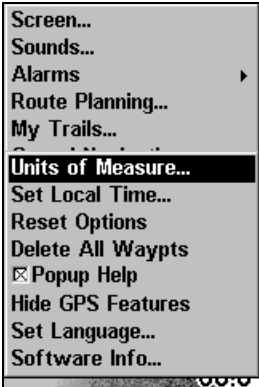 Screen...
Sounds...
Alarms
Route Planning...
My Trails...
Units of Measure...
Set Local Time...
Reset Options
Delete All Waypts
Popup Help
Hide GPS Features
Set Language...
Software Info...